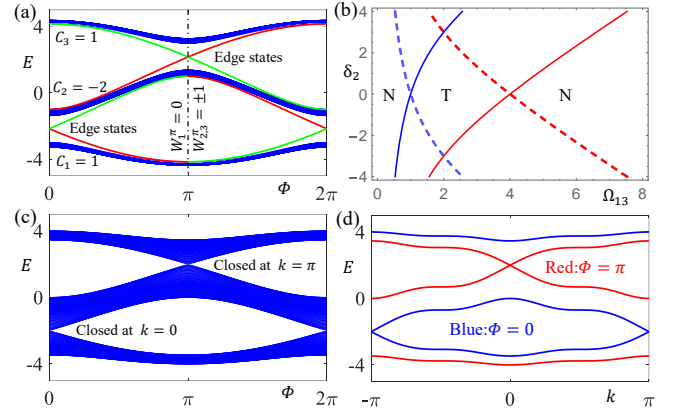 (a)
4
C₃ = 1
E
Edge states
C₂ = −2
0
Edge states
W₁^π = 0
W₂,₃^π = ±1
C₁ = 1
-4
0
π
Φ
2π
(b)
4
δ₂
2
N
T
N
0
-2
-4
0
2
4
6
Ω₁₃
8
(c)
4
E
Closed at k = π
0
Closed at k = 0
-4
0
π
Φ
2π
(d)
4
E
Red:Φ = π
0
Blue:Φ = 0
-4
-π
0
k
π